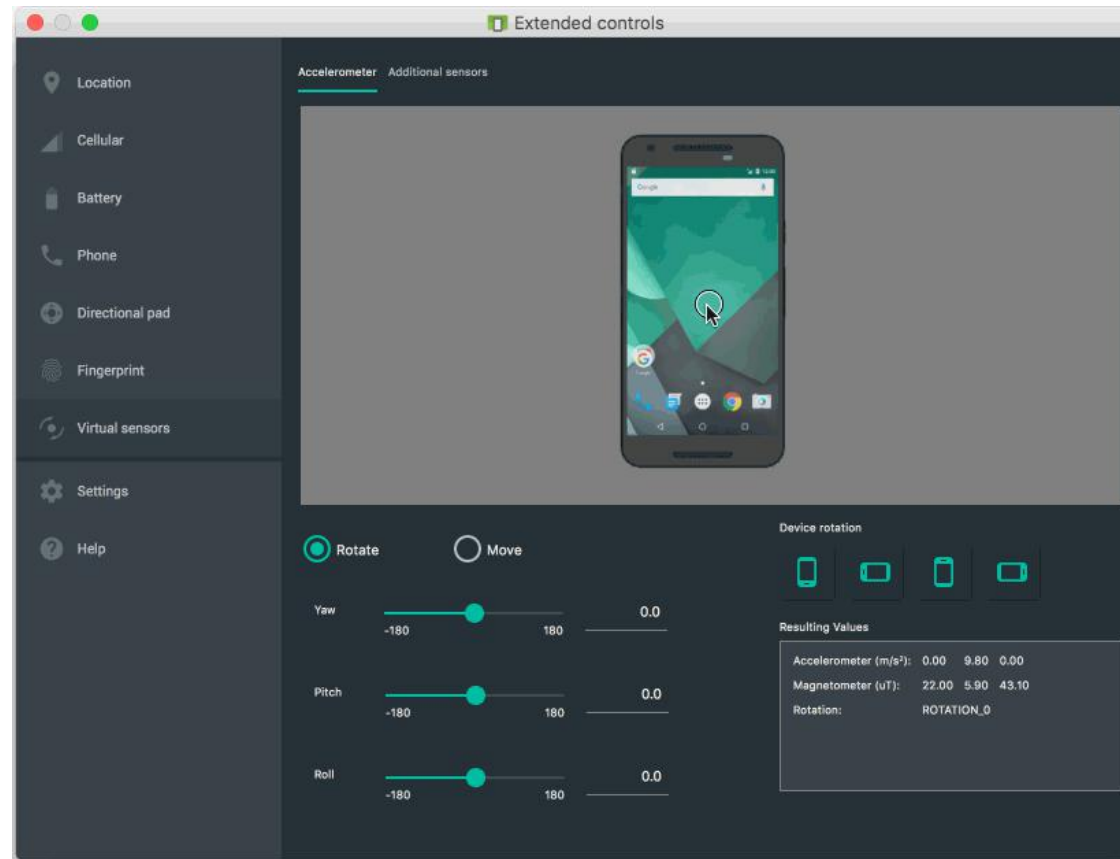 Extended controls
Location
Cellular
Battery
Phone
Directional pad
Fingerprint
Virtual sensors
Settings
Help
Accelerometer Additional sensors
Google
Rotate Move
Yaw
-180 180 0.0
Pitch
-180 180 0.0
Roll
-180 180 0.0
Device rotation
Resulting Values
Accelerometer (m/s²): 0.00 9.80 0.00
Magnetometer (uT): 22.00 5.90 43.10
Rotation: ROTATION_0